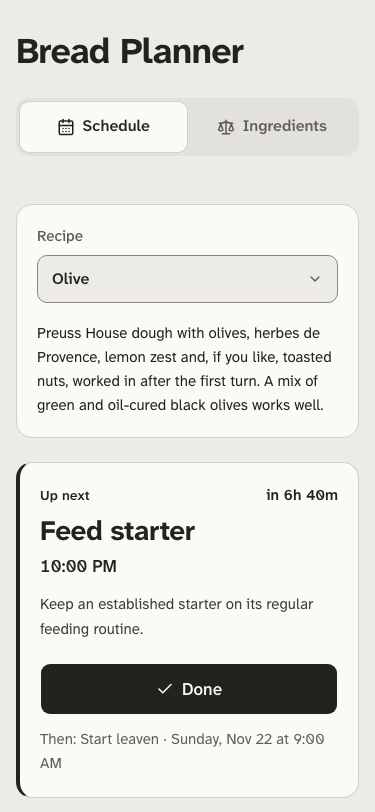 Bread Planner
Schedule
Ingredients
Recipe
Olive
Preuss House dough with olives, herbes de
Provence, lemon zest and, if you like, toasted
nuts, worked in after the first turn. A mix of
green and oil-cured black olives works well.
Up next
in 6h 40m
Feed starter
10:00 PM
Keep an established starter on its regular
feeding routine.
Done
Then: Start leaven · Sunday, Nov 22 at 9:00
AM